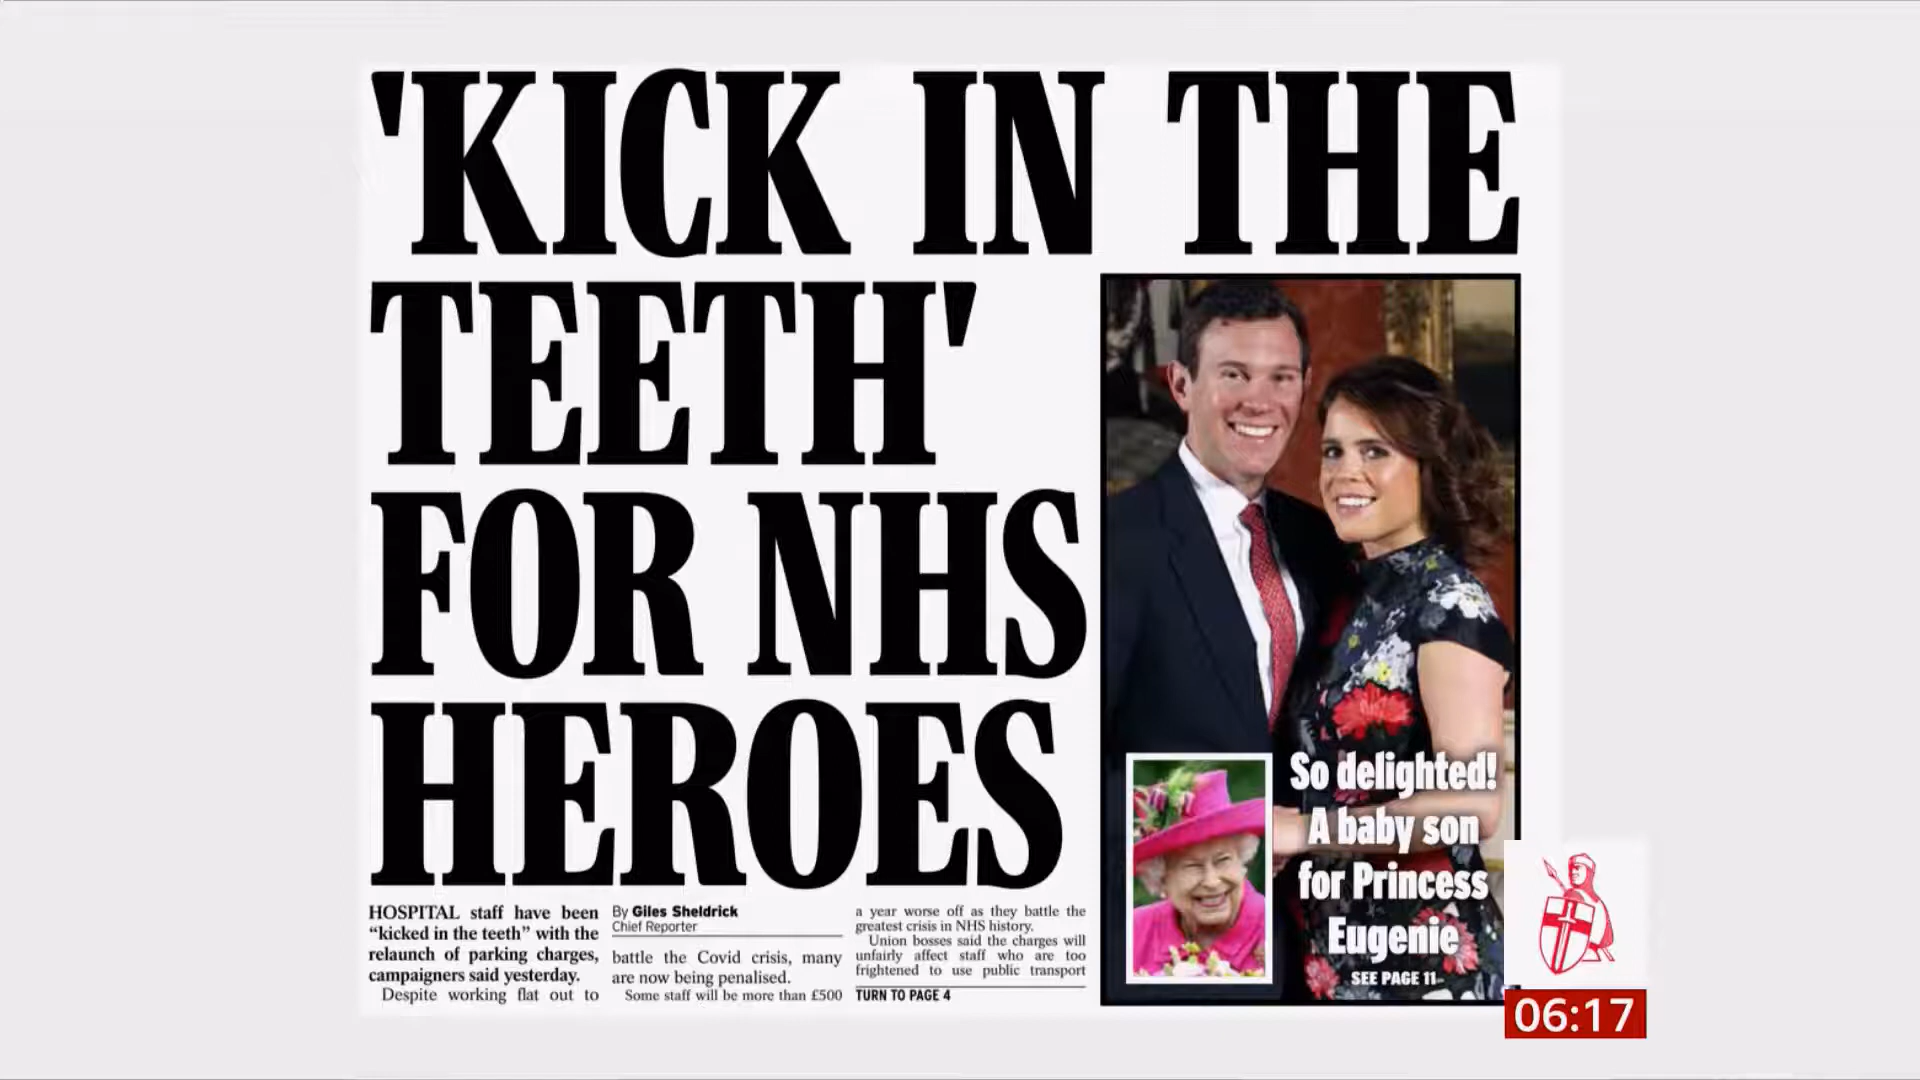 'KICK IN THE
TEETH'
FOR NHS
HEROES
HOSPITAL staff have been
“kicked in the teeth” with the
relaunch of parking charges,
campaigners said yesterday.
Despite working flat out to
By Giles Sheldrick
Chief Reporter
battle the Covid crisis, many
are now being penalised.
Some staff will be more than £500
a year worse off as they battle the
greatest crisis in NHS history.
Union bosses said the charges will
unfairly affect staff who are too
frightened to use public transport
TURN TO PAGE 4
So delighted!
A baby son
for Princess
Eugenie
SEE PAGE 11
06:17